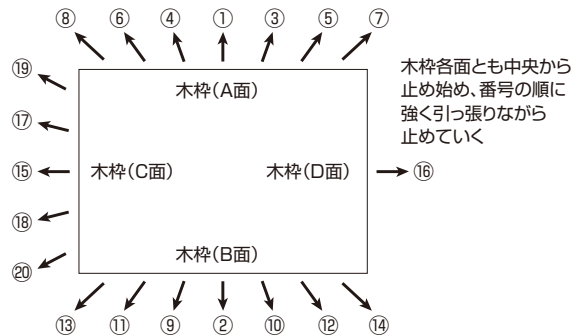 ⑧ ⑥ ④ ① ③ ⑤ ⑦
⑲
⑰
⑮
⑱
⑳
木枠(A面)
木枠(C面)
木枠(D面)
木枠(B面)
⑯
⑬ ⑪ ⑨ ② ⑩ ⑫ ⑭
木枠各面とも中央から
止め始め、番号の順に
強く引っ張りながら
止めていく